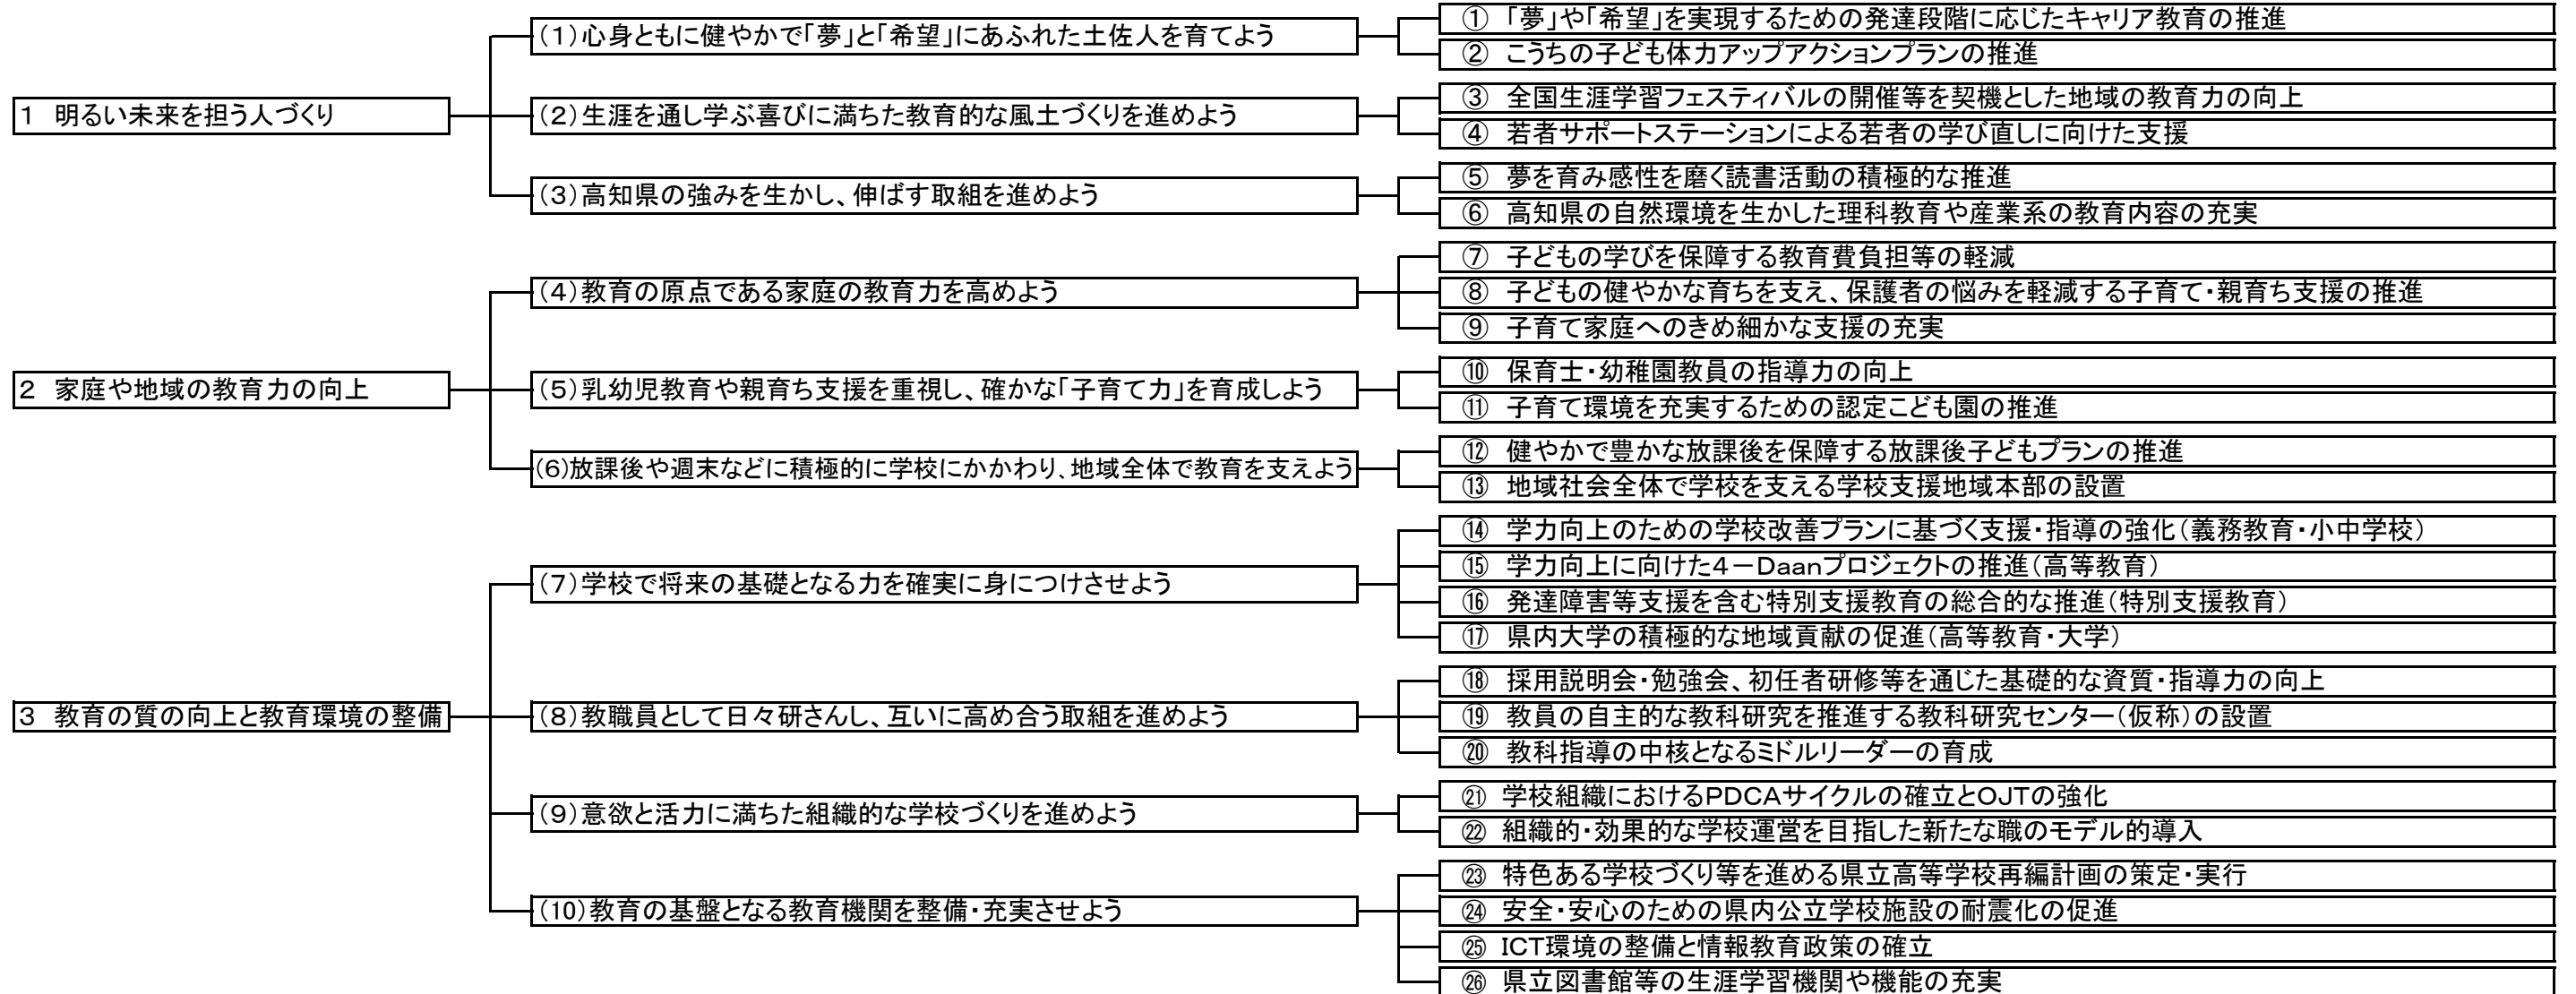 1 明るい未来を担う人づくり
(1)心身ともに健やかで「夢」と「希望」にあふれた土佐人を育てよう
① 「夢」や「希望」を実現するための発達段階に応じたキャリア教育の推進
② こうちの子ども体力アップアクションプランの推進
(2)生涯を通し学ぶ喜びに満ちた教育的な風土づくりを進めよう
③ 全国生涯学習フェスティバルの開催等を契機とした地域の教育力の向上
④ 若者サポートステーションによる若者の学び直しに向けた支援
(3)高知県の強みを生かし、伸ばす取組を進めよう
⑤ 夢を育み感性を磨く読書活動の積極的な推進
⑥ 高知県の自然環境を生かした理科教育や産業系の教育内容の充実
2 家庭や地域の教育力の向上
(4)教育の原点である家庭の教育力を高めよう
⑦ 子どもの学びを保障する教育費負担等の軽減
⑧ 子どもの健やかな育ちを支え、保護者の悩みを軽減する子育て・親育ち支援の推進
⑨ 子育て家庭へのきめ細かな支援の充実
(5)乳幼児教育や親育ち支援を重視し、確かな「子育て力」を育成しよう
⑩ 保育士・幼稚園教員の指導力の向上
⑪ 子育て環境を充実するための認定こども園の推進
(6)放課後や週末などに積極的に学校にかかわり、地域全体で教育を支えよう
⑫ 健やかで豊かな放課後を保障する放課後子どもプランの推進
⑬ 地域社会全体で学校を支える学校支援地域本部の設置
3 教育の質の向上と教育環境の整備
(7)学校で将来の基礎となる力を確実に身につけさせよう
⑭ 学力向上のための学校改善プランに基づく支援・指導の強化(義務教育・小中学校)
⑮ 学力向上に向けた4-Daanプロジェクトの推進(高等教育)
⑯ 発達障害等支援を含む特別支援教育の総合的な推進(特別支援教育)
⑰ 県内大学の積極的な地域貢献の促進(高等教育・大学)
(8)教職員として日々研さんし、互いに高め合う取組を進めよう
⑱ 採用説明会・勉強会、初任者研修等を通じた基礎的な資質・指導力の向上
⑲ 教員の自主的な教科研究を推進する教科研究センター(仮称)の設置
⑳ 教科指導の中核となるミドルリーダーの育成
(9)意欲と活力に満ちた組織的な学校づくりを進めよう
㉑ 学校組織におけるPDCAサイクルの確立とOJTの強化
㉒ 組織的・効果的な学校運営を目指した新たな職のモデル的導入
(10)教育の基盤となる教育機関を整備・充実させよう
㉓ 特色ある学校づくり等を進める県立高等学校再編計画の策定・実行
㉔ 安全・安心のための県内公立学校施設の耐震化の促進
㉕ ICT環境の整備と情報教育政策の確立
㉖ 県立図書館等の生涯学習機関や機能の充実